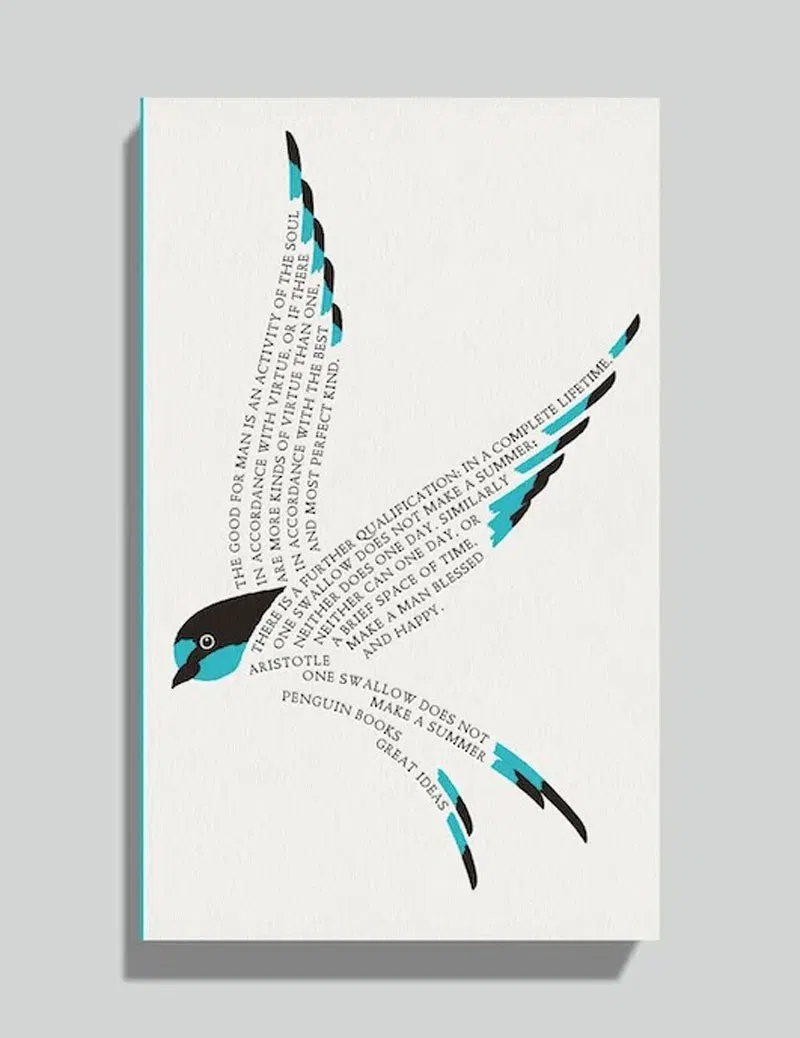 THE GOOD FOR MAN IS AN ACTIVITY OF THE SOUL
IN ACCORDANCE WITH VIRTUE, OR IF THERE
ARE MORE KINDS OF VIRTUE THAN ONE,
IN ACCORDANCE WITH THE BEST
AND MOST PERFECT KIND.
THERE IS A FURTHER QUALIFICATION: IN A COMPLETE LIFETIME.
ONE SWALLOW DOES NOT MAKE A SUMMER;
NEITHER DOES ONE DAY. SIMILARLY
NEITHER CAN ONE DAY, OR
A BRIEF SPACE OF TIME,
MAKE A MAN BLESSED
AND HAPPY.
ARISTOTLE
ONE SWALLOW DOES NOT
MAKE A SUMMER
PENGUIN BOOKS
GREAT IDEAS